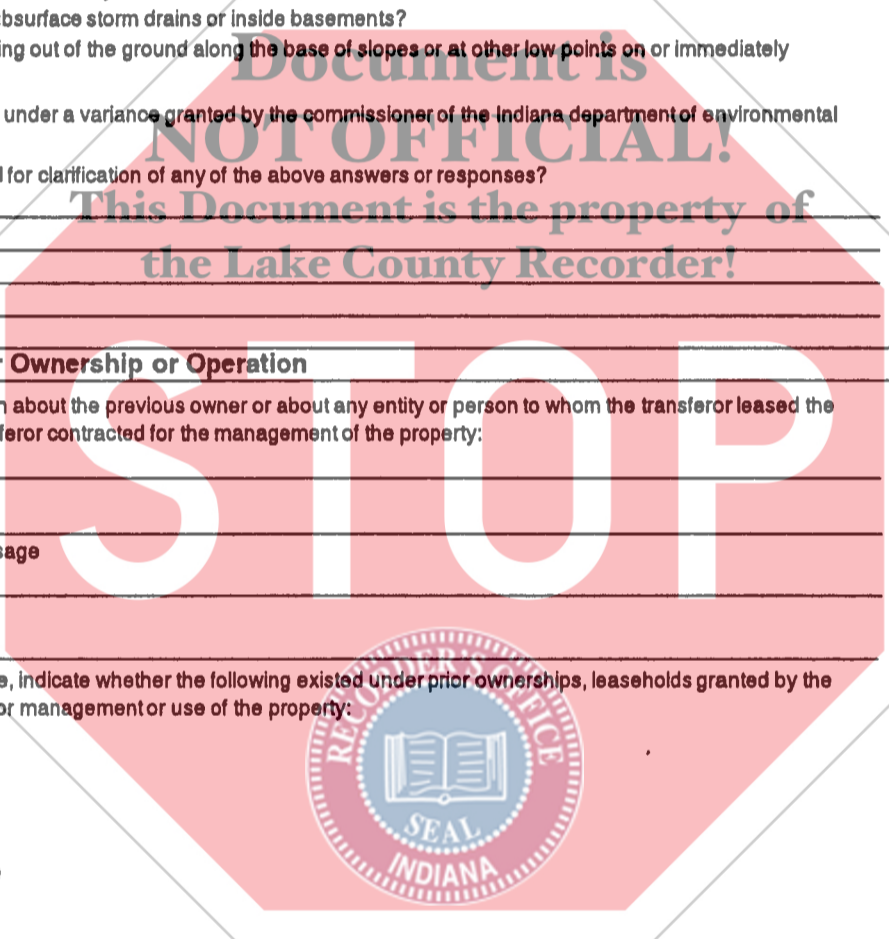 bsurface storm drains or inside basements?
ing out of the ground along the base of slopes or at other low points on or immediately
Document is
under a variance granted by the commissioner of the Indiana department of environmental
NOT OFFICIAL!
for clarification of any of the above answers or responses?
This Document is the property of
the Lake County Recorder!
Ownership or Operation
about the previous owner or about any entity or person to whom the transferor leased the
feror contracted for the management of the property:
STOP
sage
e, indicate whether the following existed under prior ownerships, leaseholds granted by the
or management or use of the property:
RECORDER'S OFFICE
SEAL
INDIANA